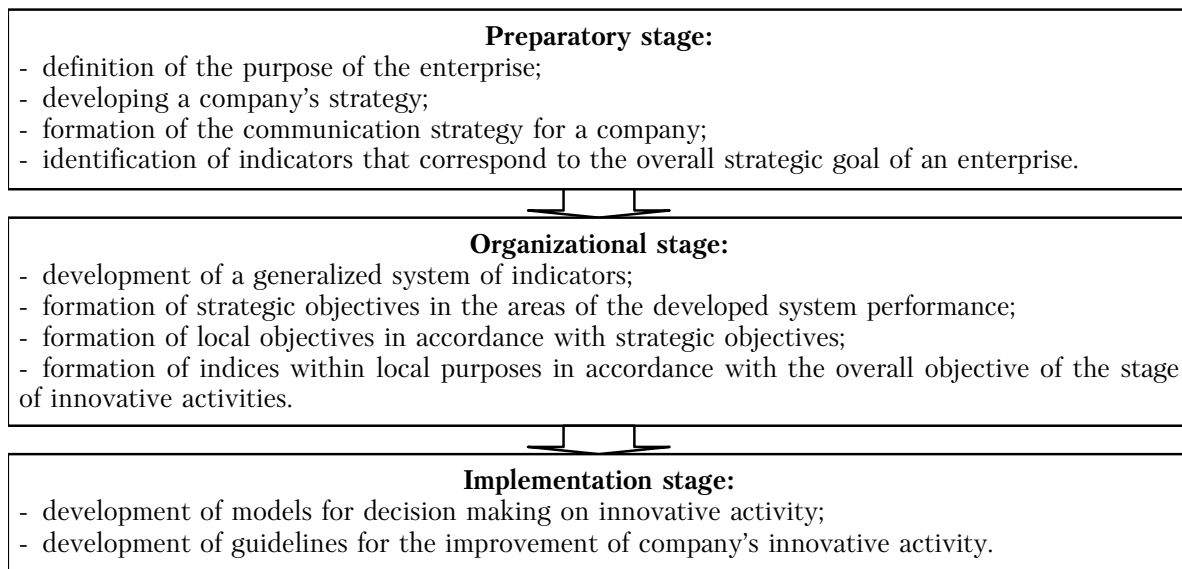 Preparatory stage:
- definition of the purpose of the enterprise;
- developing a company's strategy;
- formation of the communication strategy for a company;
- identification of indicators that correspond to the overall strategic goal of an enterprise.
Organizational stage:
- development of a generalized system of indicators;
- formation of strategic objectives in the areas of the developed system performance;
- formation of local objectives in accordance with strategic objectives;
- formation of indices within local purposes in accordance with the overall objective of the stage
of innovative activities.
Implementation stage:
- development of models for decision making on innovative activity;
- development of guidelines for the improvement of company's innovative activity.